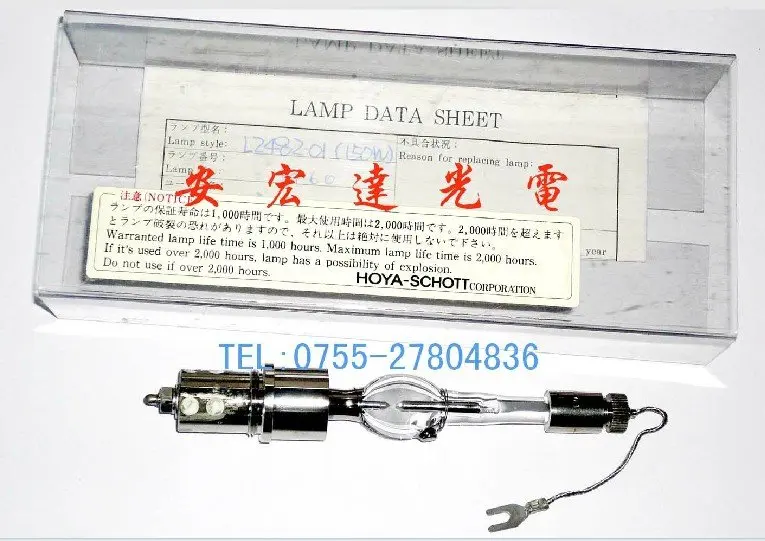 LAMP DATA SHEET
LAMP DATA SHEET
ランプ型名：
Lamp style: L2482-01 (150W)
不具合状況：
Reason for replacing lamp:
ランプ番号：
Lamp
60
安宏達光電
year
注意(NOTICE)
ランプの保証寿命は1,000時間です。最大使用時間は2,000時間です。2,000時間を超えます
とランプ破裂の恐れがありますので、それ以上は絶対に使用しないで下さい。
Warranted lamp life time is 1,000 hours. Maximum lamp life time is 2,000 hours.
If it's used over 2,000 hours, lamp has a possibility of explosion.
Do not use if over 2,000 hours.
HOYA-SCHOTT CORPORATION
TEL:0755-27804836